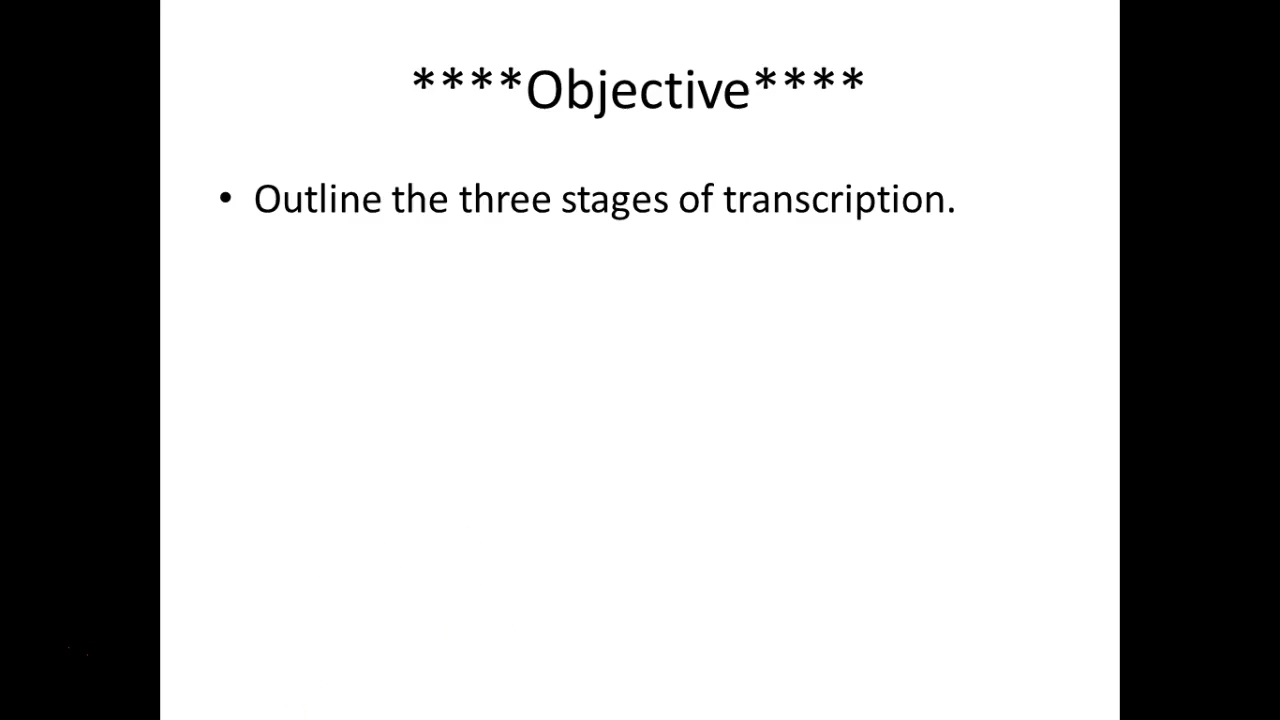 ****Objective****
• Outline the three stages of transcription.